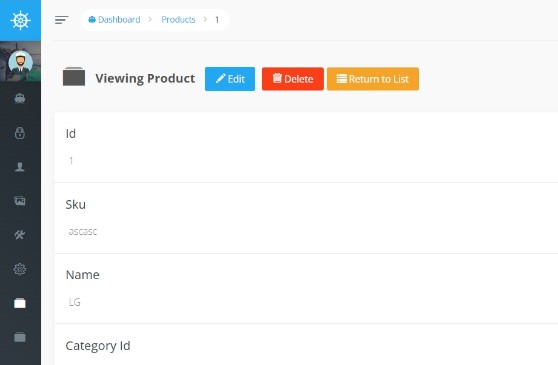 Dashboard > Products > 1
Viewing Product Edit Delete Return to List
Id
1
Sku
ascasc
Name
LG
Category Id